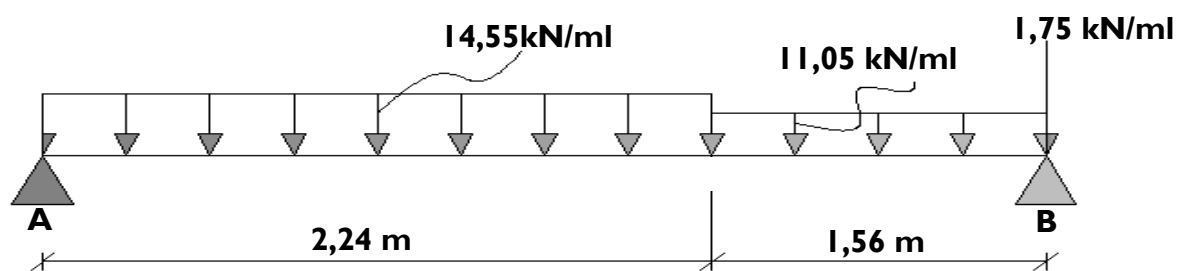 14,55kN/ml
1,75 kN/ml
11,05 kN/ml
A
B
2,24 m
1,56 m